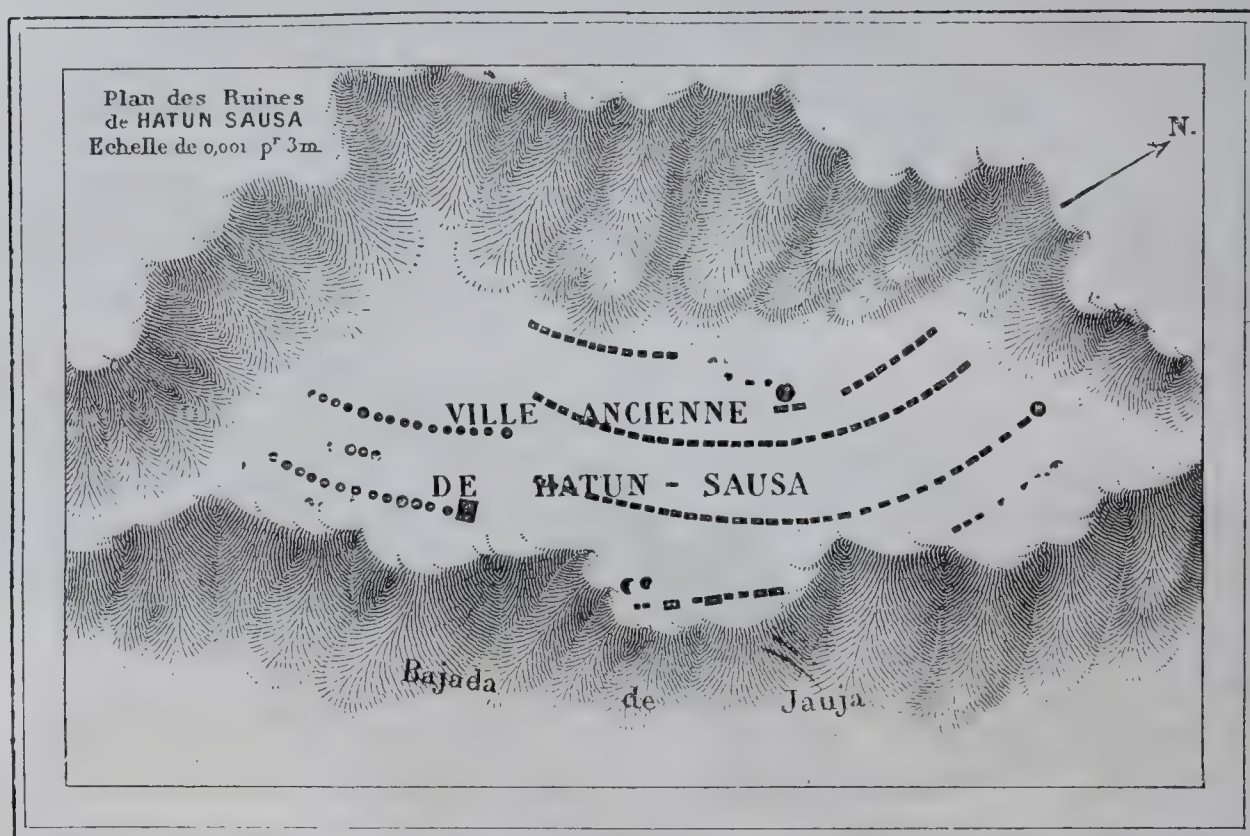 Plan des Ruines
de HATUN SAUSA
Echelle de 0,001 pr 3m
N.
VILLE ANCIENNE
DE HATUN - SAUSA
Bajada de Jauja